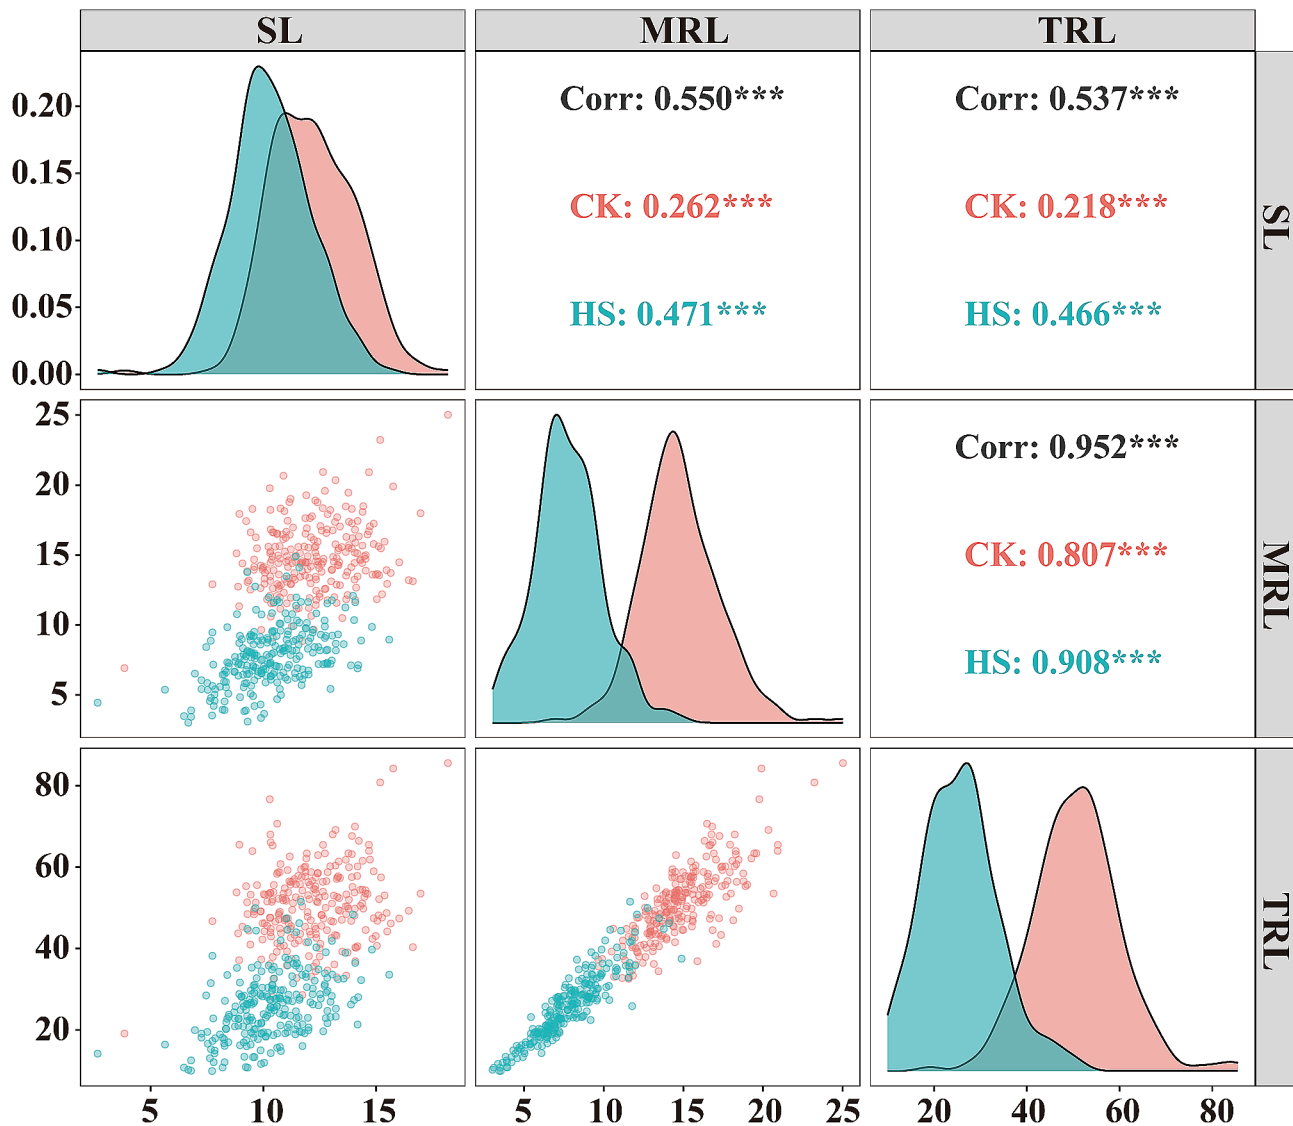 SL
MRL
TRL
0.20
0.15
0.10
0.05
0.00
Corr: 0.550***
CK: 0.262***
HS: 0.471***
Corr: 0.537***
CK: 0.218***
HS: 0.466***
SL
25
20
15
10
5
Corr: 0.952***
CK: 0.807***
HS: 0.908***
MRL
80
60
40
20
TRL
5 10 15
5 10 15 20 25
20 40 60 80